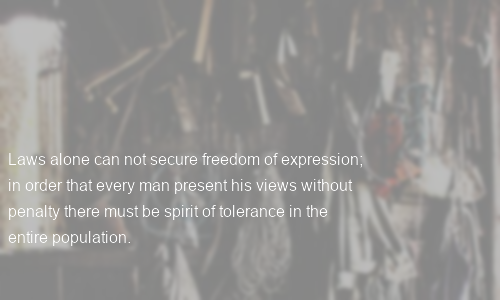 Laws alone can not secure freedom of expression;
in order that every man present his views without
penalty there must be spirit of tolerance in the
entire population.